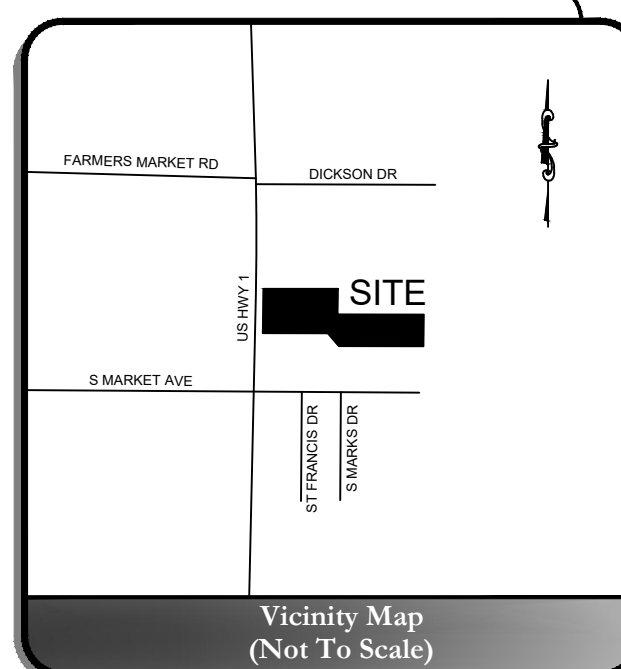 FARMERS MARKET RD
DICKSON DR
US HWY 1
SITE
S MARKET AVE
ST FRANCIS DR
S MARKS DR
Vicinity Map
(Not To Scale)